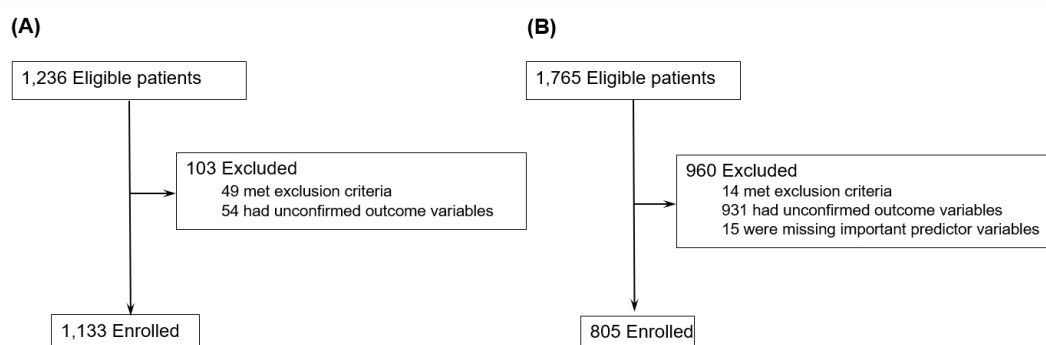 (A)
1,236 Eligible patients
103 Excluded
49 met exclusion criteria
54 had unconfirmed outcome variables
1,133 Enrolled
(B)
1,765 Eligible patients
960 Excluded
14 met exclusion criteria
931 had unconfirmed outcome variables
15 were missing important predictor variables
805 Enrolled